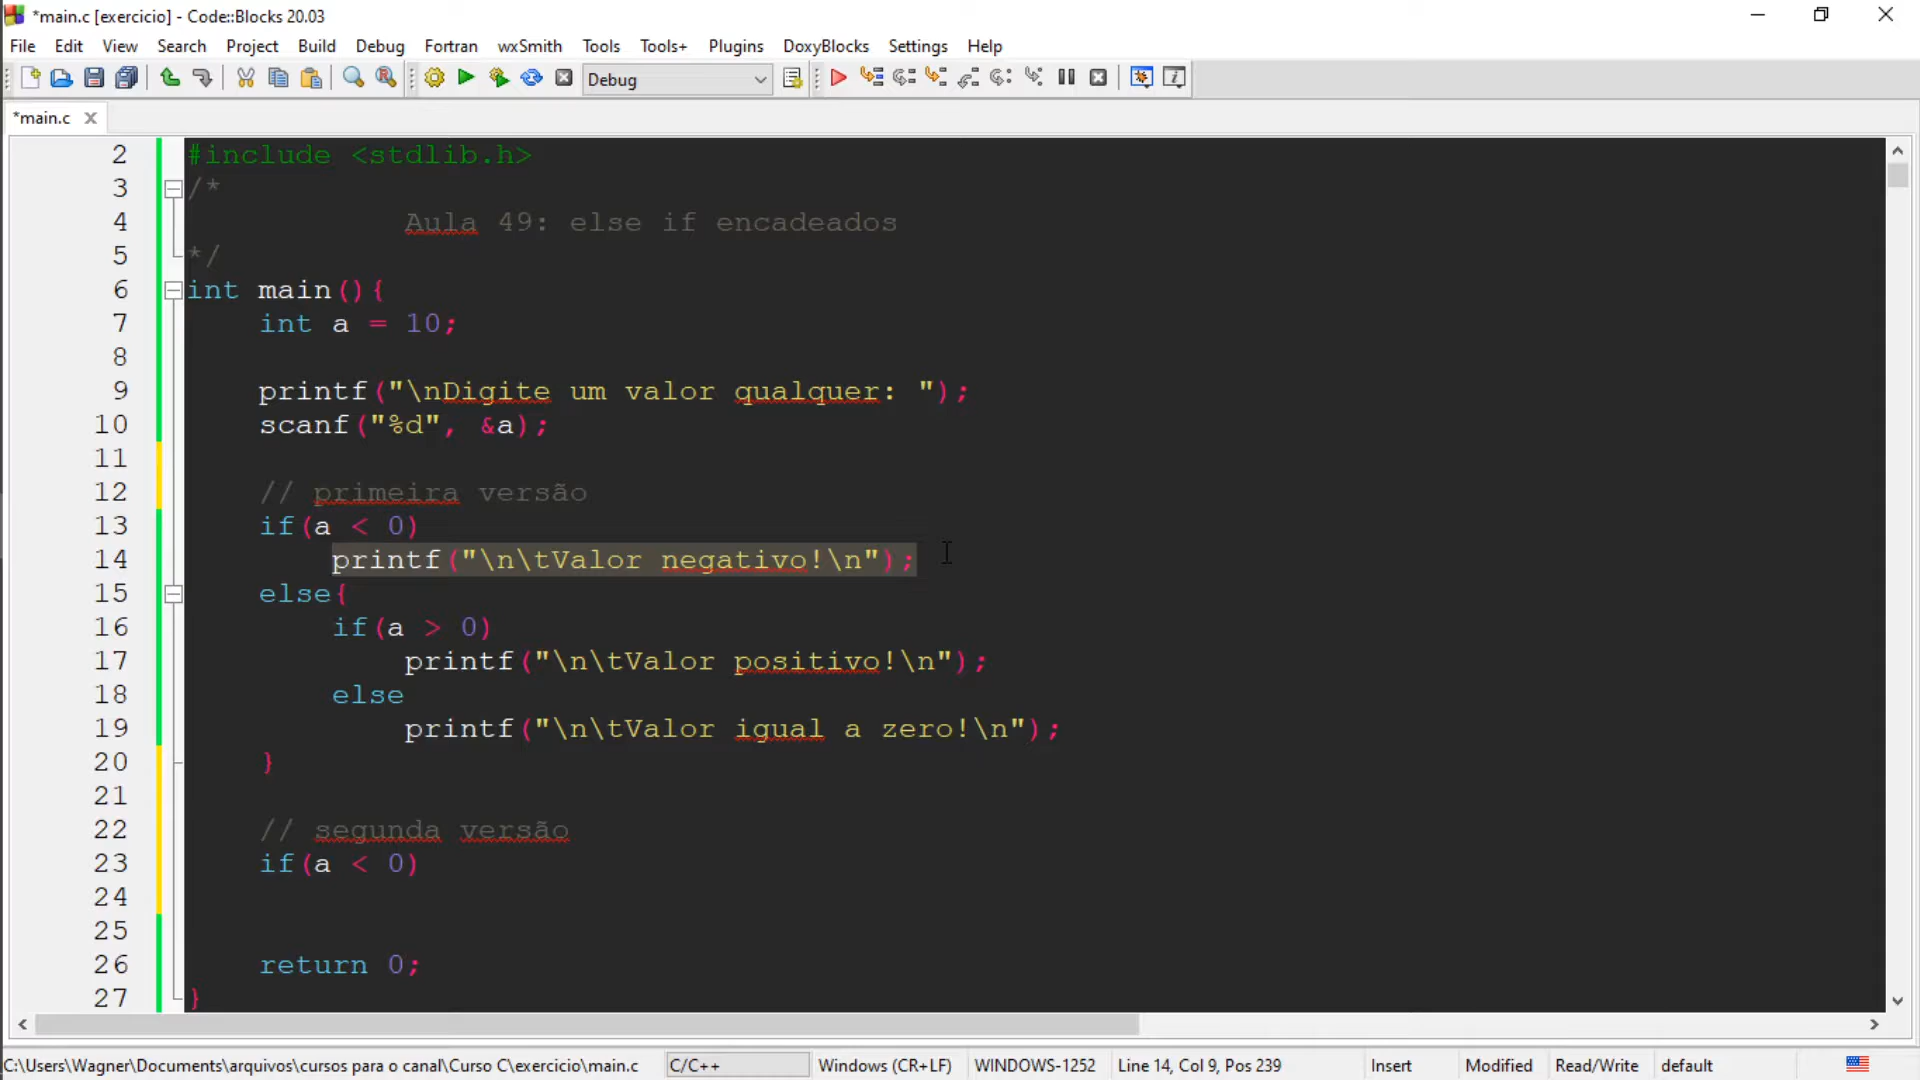 *main.c [exercicio] - Code::Blocks 20.03
File Edit View Search Project Build Debug Fortran wxSmith Tools Tools+ Plugins DoxyBlocks Settings Help
Debug
*main.c
2 #include <stdlib.h>
3 /*
4 Aula 49: else if encadeados
5 */
6 int main(){
7 int a = 10;
8
9 printf("\nDigite um valor qualquer: ");
10 scanf("%d", &a);
11
12 // primeira versão
13 if(a < 0)
14 printf("\n\tValor negativo!\n");
15 else{
16 if(a > 0)
17 printf("\n\tValor positivo!\n");
18 else
19 printf("\n\tValor igual a zero!\n");
20 }
21
22 // segunda versão
23 if(a < 0)
24
25
26 return 0;
27 }
C:\Users\Wagner\Documents\arquivos\cursos para o canal\Curso C\exercicio\main.c C/C++ Windows (CR+LF) WINDOWS-1252 Line 14, Col 9, Pos 239 Insert Modified Read/Write default